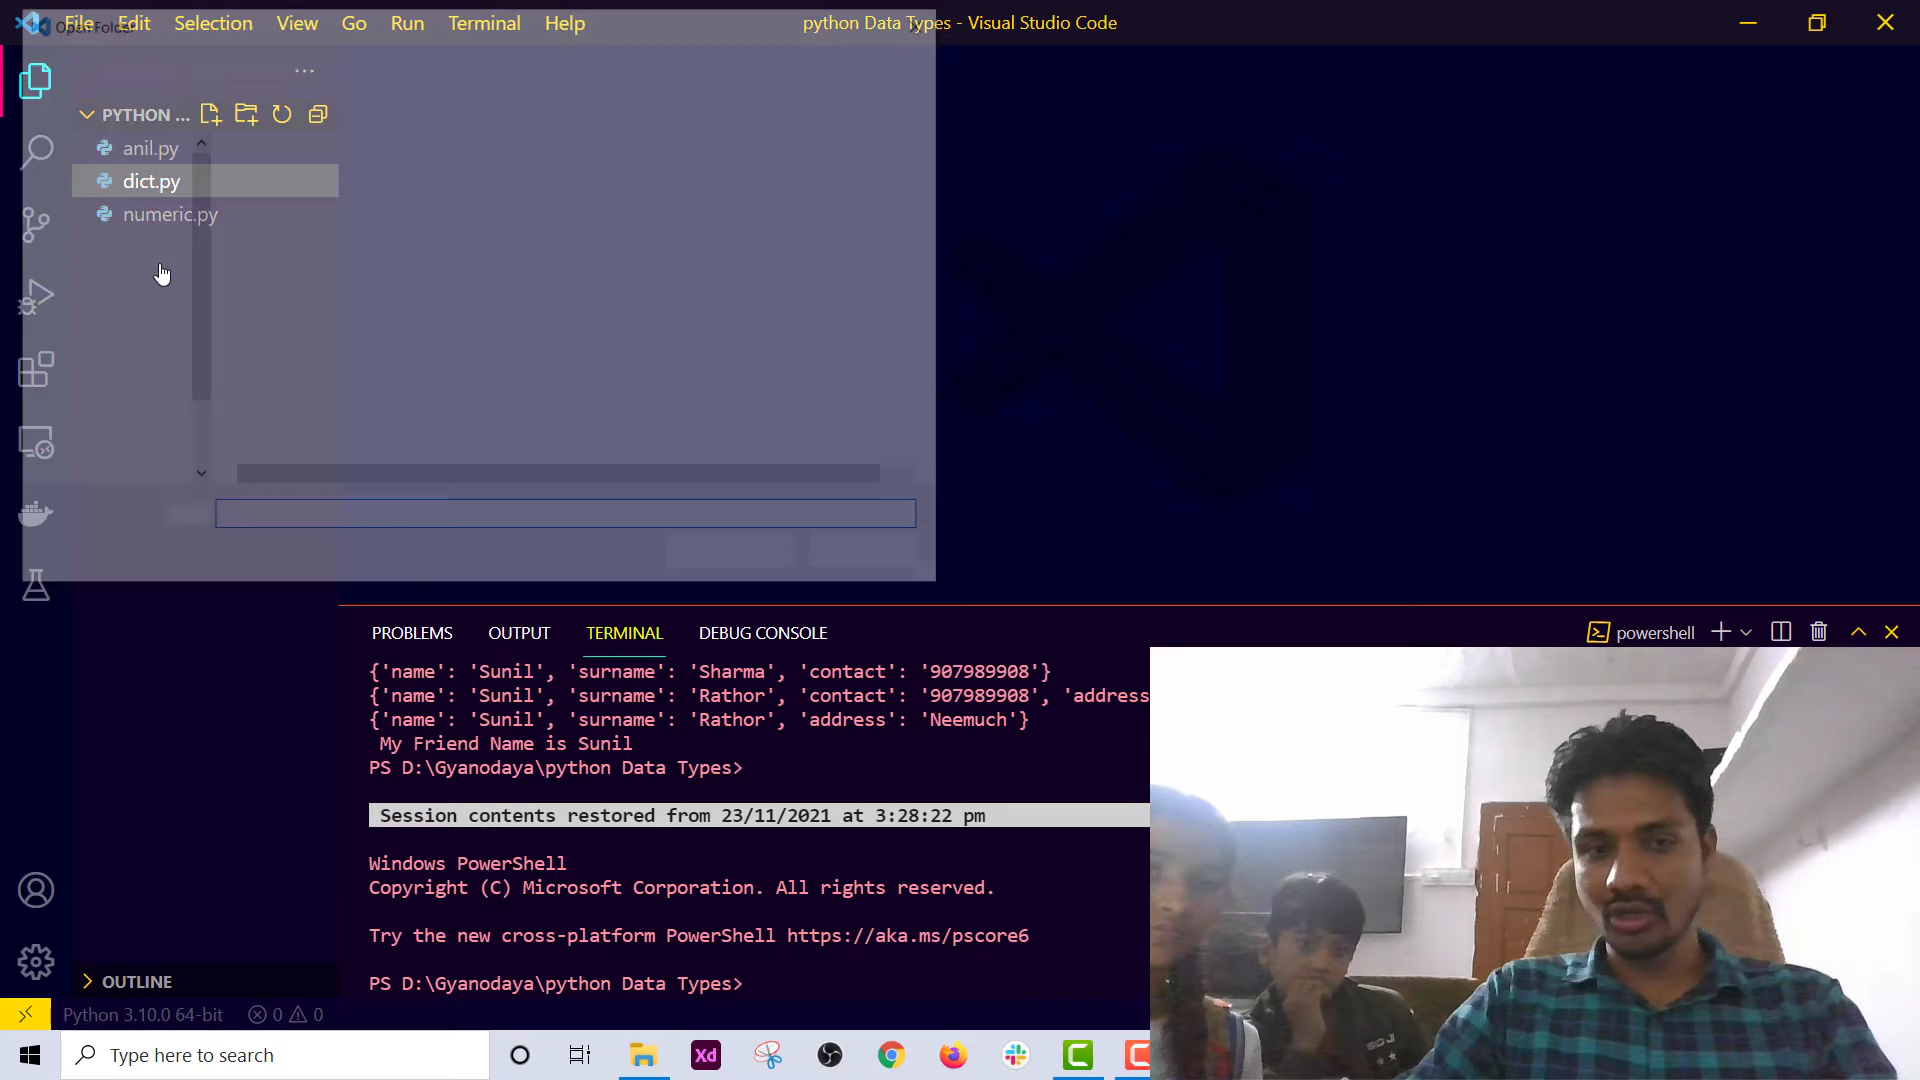 File Edit Selection View Go Run Terminal Help
python Data Types - Visual Studio Code
Open Folder
PYTHON ...
anil.py
dict.py
numeric.py
PROBLEMS OUTPUT TERMINAL DEBUG CONSOLE
powershell
{'name': 'Sunil', 'surname': 'Sharma', 'contact': '907989908'}
{'name': 'Sunil', 'surname': 'Rathor', 'contact': '907989908', 'address
{'name': 'Sunil', 'surname': 'Rathor', 'address': 'Neemuch'}
My Friend Name is Sunil
PS D:\Gyanodaya\python Data Types>
Session contents restored from 23/11/2021 at 3:28:22 pm
Windows PowerShell
Copyright (C) Microsoft Corporation. All rights reserved.
Try the new cross-platform PowerShell https://aka.ms/pscore6
PS D:\Gyanodaya\python Data Types>
OUTLINE
Python 3.10.0 64-bit 0 0
Type here to search
Xd